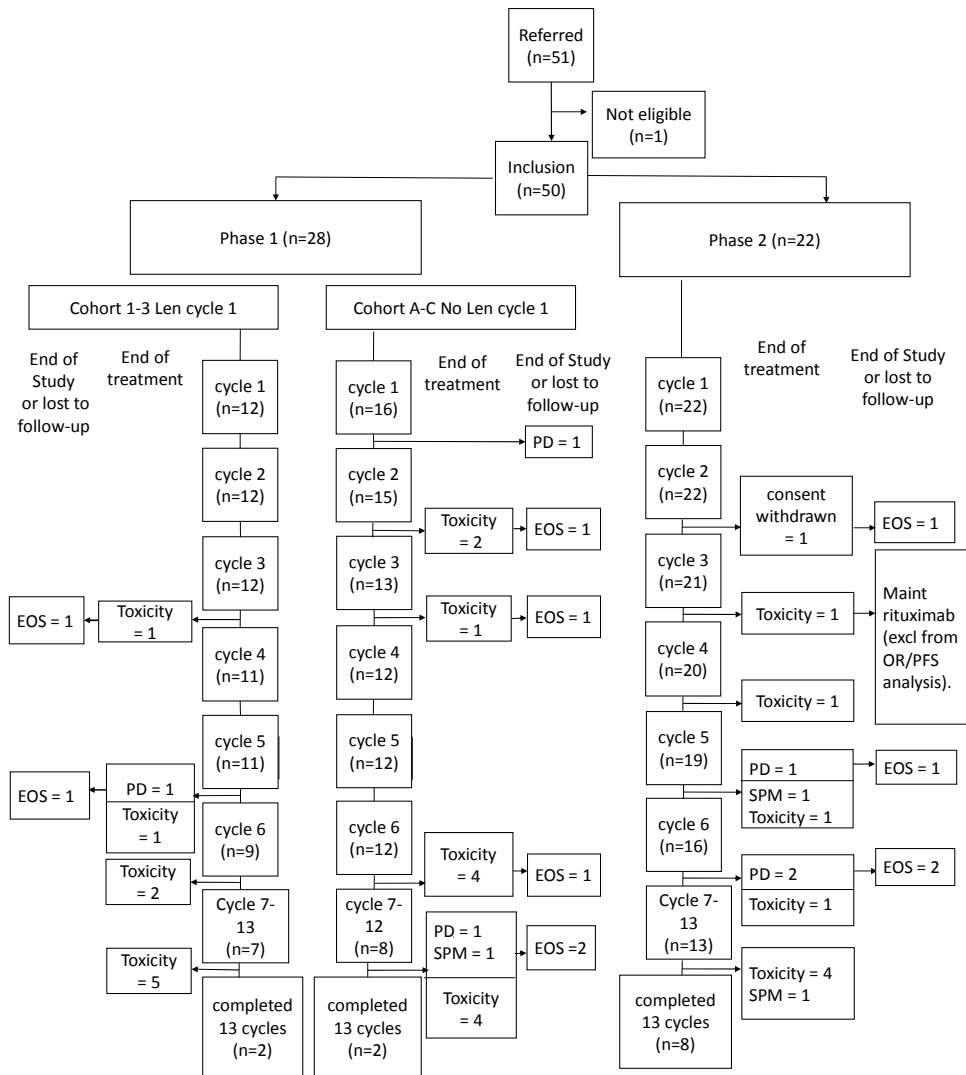 Referred
(n=51)
Not eligible
(n=1)
Inclusion
(n=50)
Phase 1 (n=28)
Phase 2 (n=22)
Cohort 1-3 Len cycle 1
Cohort A-C No Len cycle 1
End of
Study
or lost to
follow-up
End of
treatment
cycle 1
(n=12)
cycle 2
(n=12)
cycle 3
(n=12)
Toxicity
= 1
EOS = 1
cycle 4
(n=11)
cycle 5
(n=11)
PD = 1
Toxicity
= 1
EOS = 1
cycle 6
(n=9)
Toxicity
= 2
Cycle 7-
13
(n=7)
Toxicity
= 5
completed
13 cycles
(n=2)
cycle 1
(n=16)
End of
treatment
End of Study
or lost to
follow-up
PD = 1
cycle 2
(n=15)
Toxicity
= 2
EOS = 1
cycle 3
(n=13)
Toxicity
= 1
EOS = 1
cycle 4
(n=12)
cycle 5
(n=12)
cycle 6
(n=12)
Toxicity
= 4
EOS = 1
cycle 7-
12
(n=8)
PD = 1
SPM = 1
Toxicity
= 4
EOS =2
completed
13 cycles
(n=2)
cycle 1
(n=22)
End of
treatment
End of Study
or lost to
follow-up
cycle 2
(n=22)
consent
withdrawn
= 1
EOS = 1
cycle 3
(n=21)
Toxicity = 1
Maint
rituximab
(excl from
OR/PFS
analysis).
cycle 4
(n=20)
Toxicity = 1
cycle 5
(n=19)
PD = 1
SPM = 1
Toxicity = 1
EOS = 1
cycle 6
(n=16)
PD = 2
Toxicity = 1
EOS = 2
Cycle 7-
13
(n=13)
Toxicity = 4
SPM = 1
completed
13 cycles
(n=8)